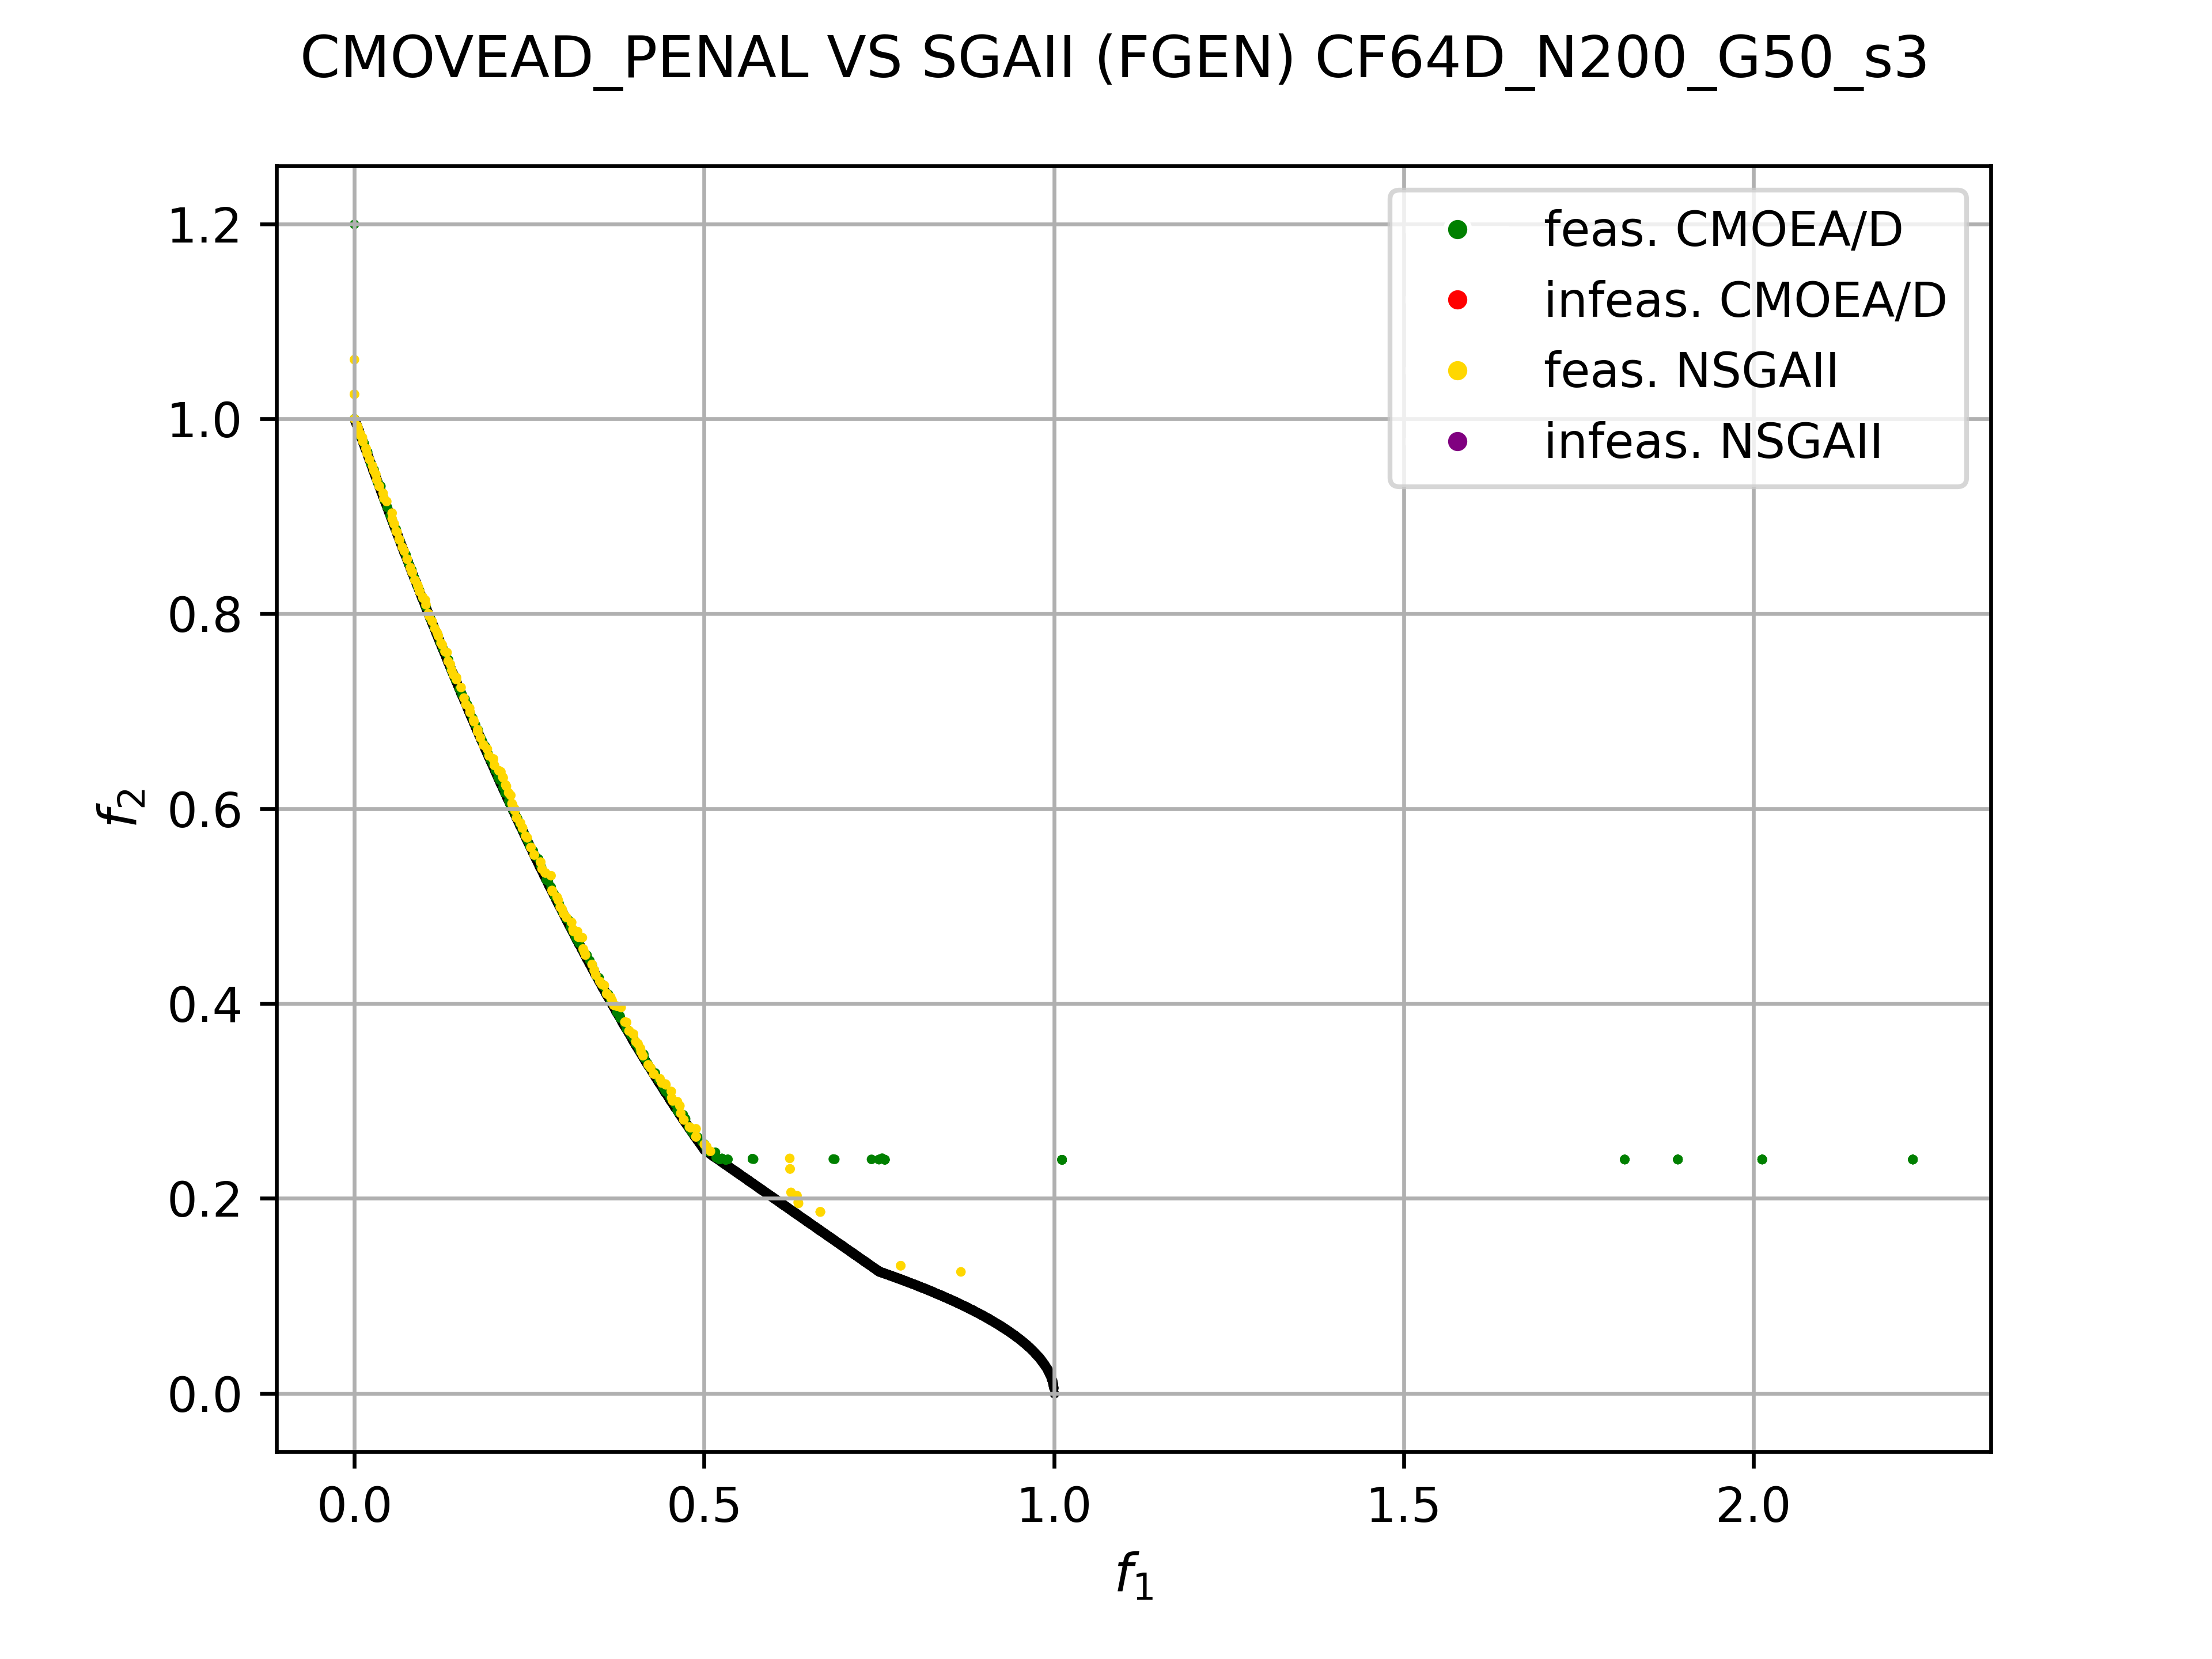 CMOVEAD_PENAL VS SGAII (FGEN) CF64D_N200_G50_s3
feas. CMOEA/D
infeas. CMOEA/D
feas. NSGAII
infeas. NSGAII
1.2
1.0
0.8
0.6
0.4
0.2
0.0
f2
0.0 0.5 1.0 1.5 2.0
f1